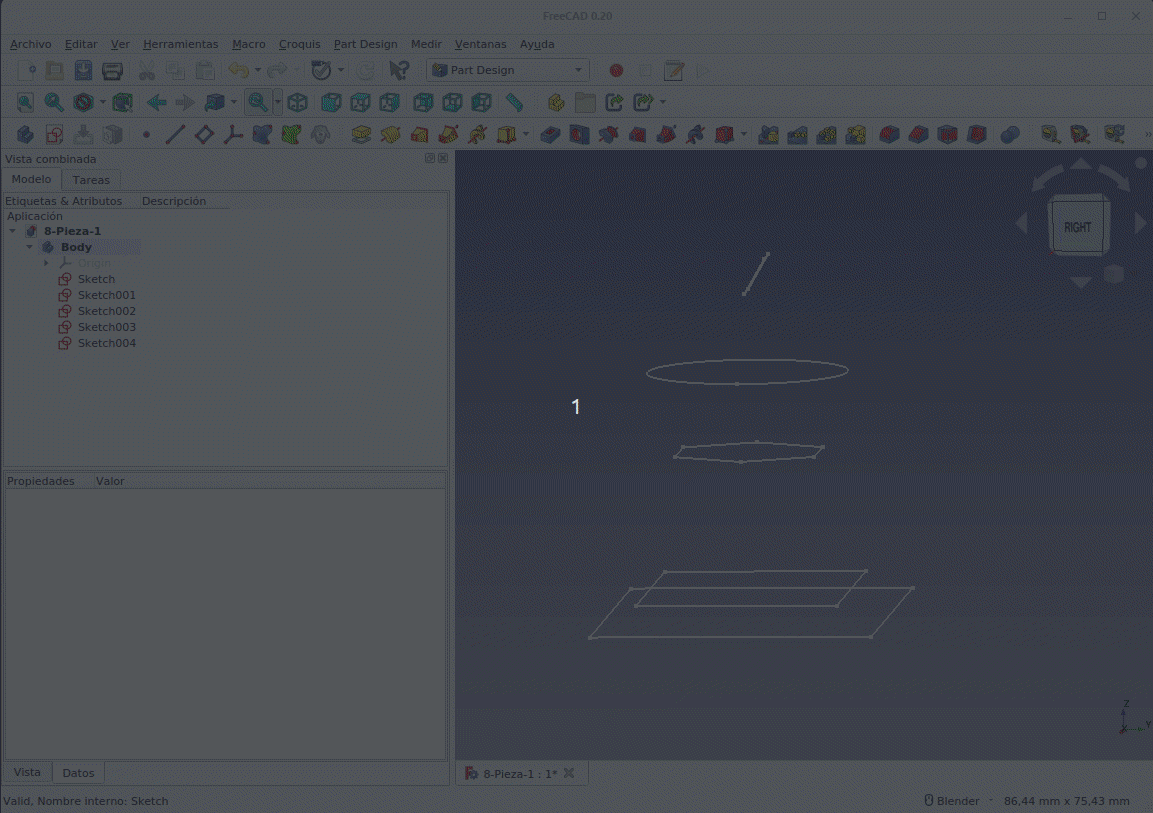 FreeCAD 0.20
Archivo Editar Ver Herramientas Macro Croquis Part Design Medir Ventanas Ayuda
Part Design
Vista combinada
Modelo Tareas
Etiquetas & Atributos Descripción
Aplicación
8-Pieza-1
Body
Origin
Sketch
Sketch001
Sketch002
Sketch003
Sketch004
RIGHT
1
Propiedades Valor
Z
Y
X
Vista Datos
8-Pieza-1 : 1*
Valid, Nombre interno: Sketch
Blender
86,44 mm x 75,43 mm